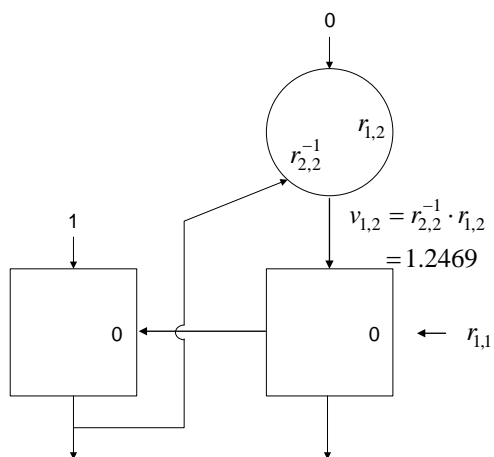 0
r₁,₂
r₂,₂⁻¹
v₁,₂ = r₂,₂⁻¹ · r₁,₂
= 1.2469
1
0
0
r₁,₁